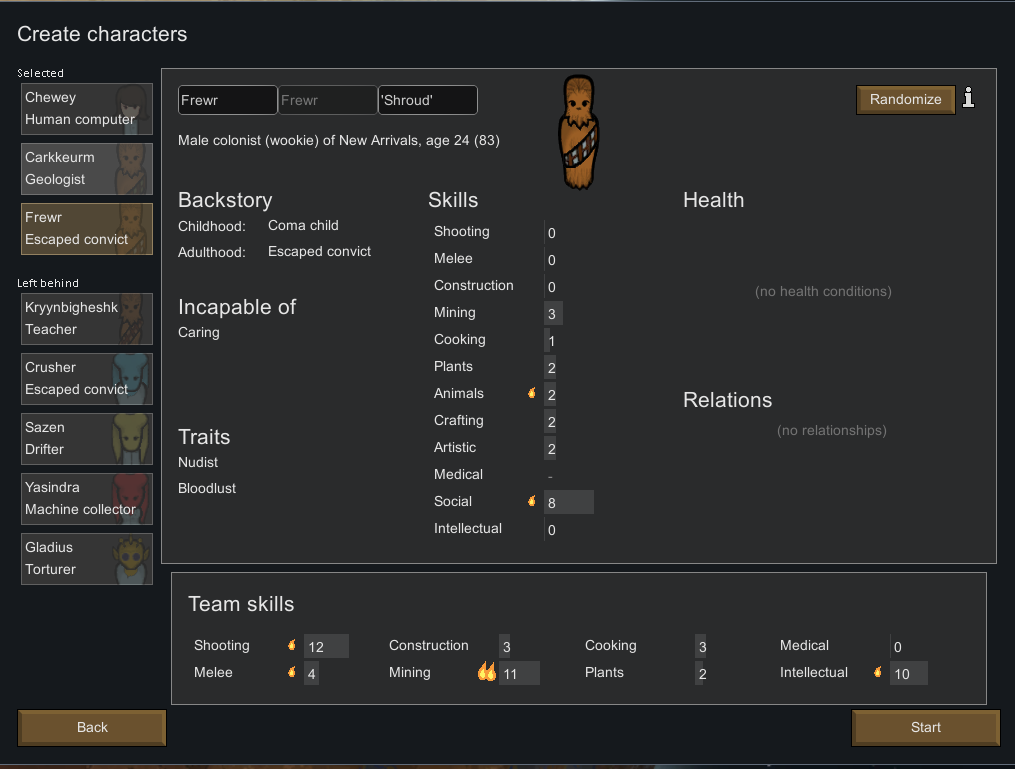 Create characters
Selected
Chewey
Human computer
Carkkeurm
Geologist
Frewr
Escaped convict
Left behind
Kryynbigheshk
Teacher
Crusher
Escaped convict
Sazen
Drifter
Yasindra
Machine collector
Gladius
Torturer
Frewr Frewr 'Shroud'
Randomize
Male colonist (wookie) of New Arrivals, age 24 (83)
Backstory
Childhood: Coma child
Adulthood: Escaped convict
Incapable of
Caring
Traits
Nudist
Bloodlust
Skills
Shooting 0
Melee 0
Construction 0
Mining 3
Cooking 1
Plants 2
Animals 2
Crafting 2
Artistic 2
Medical -
Social 8
Intellectual 0
Health
(no health conditions)
Relations
(no relationships)
Team skills
Shooting 12 Construction 3 Cooking 3 Medical 0
Melee 4 Mining 11 Plants 2 Intellectual 10
Back
Start